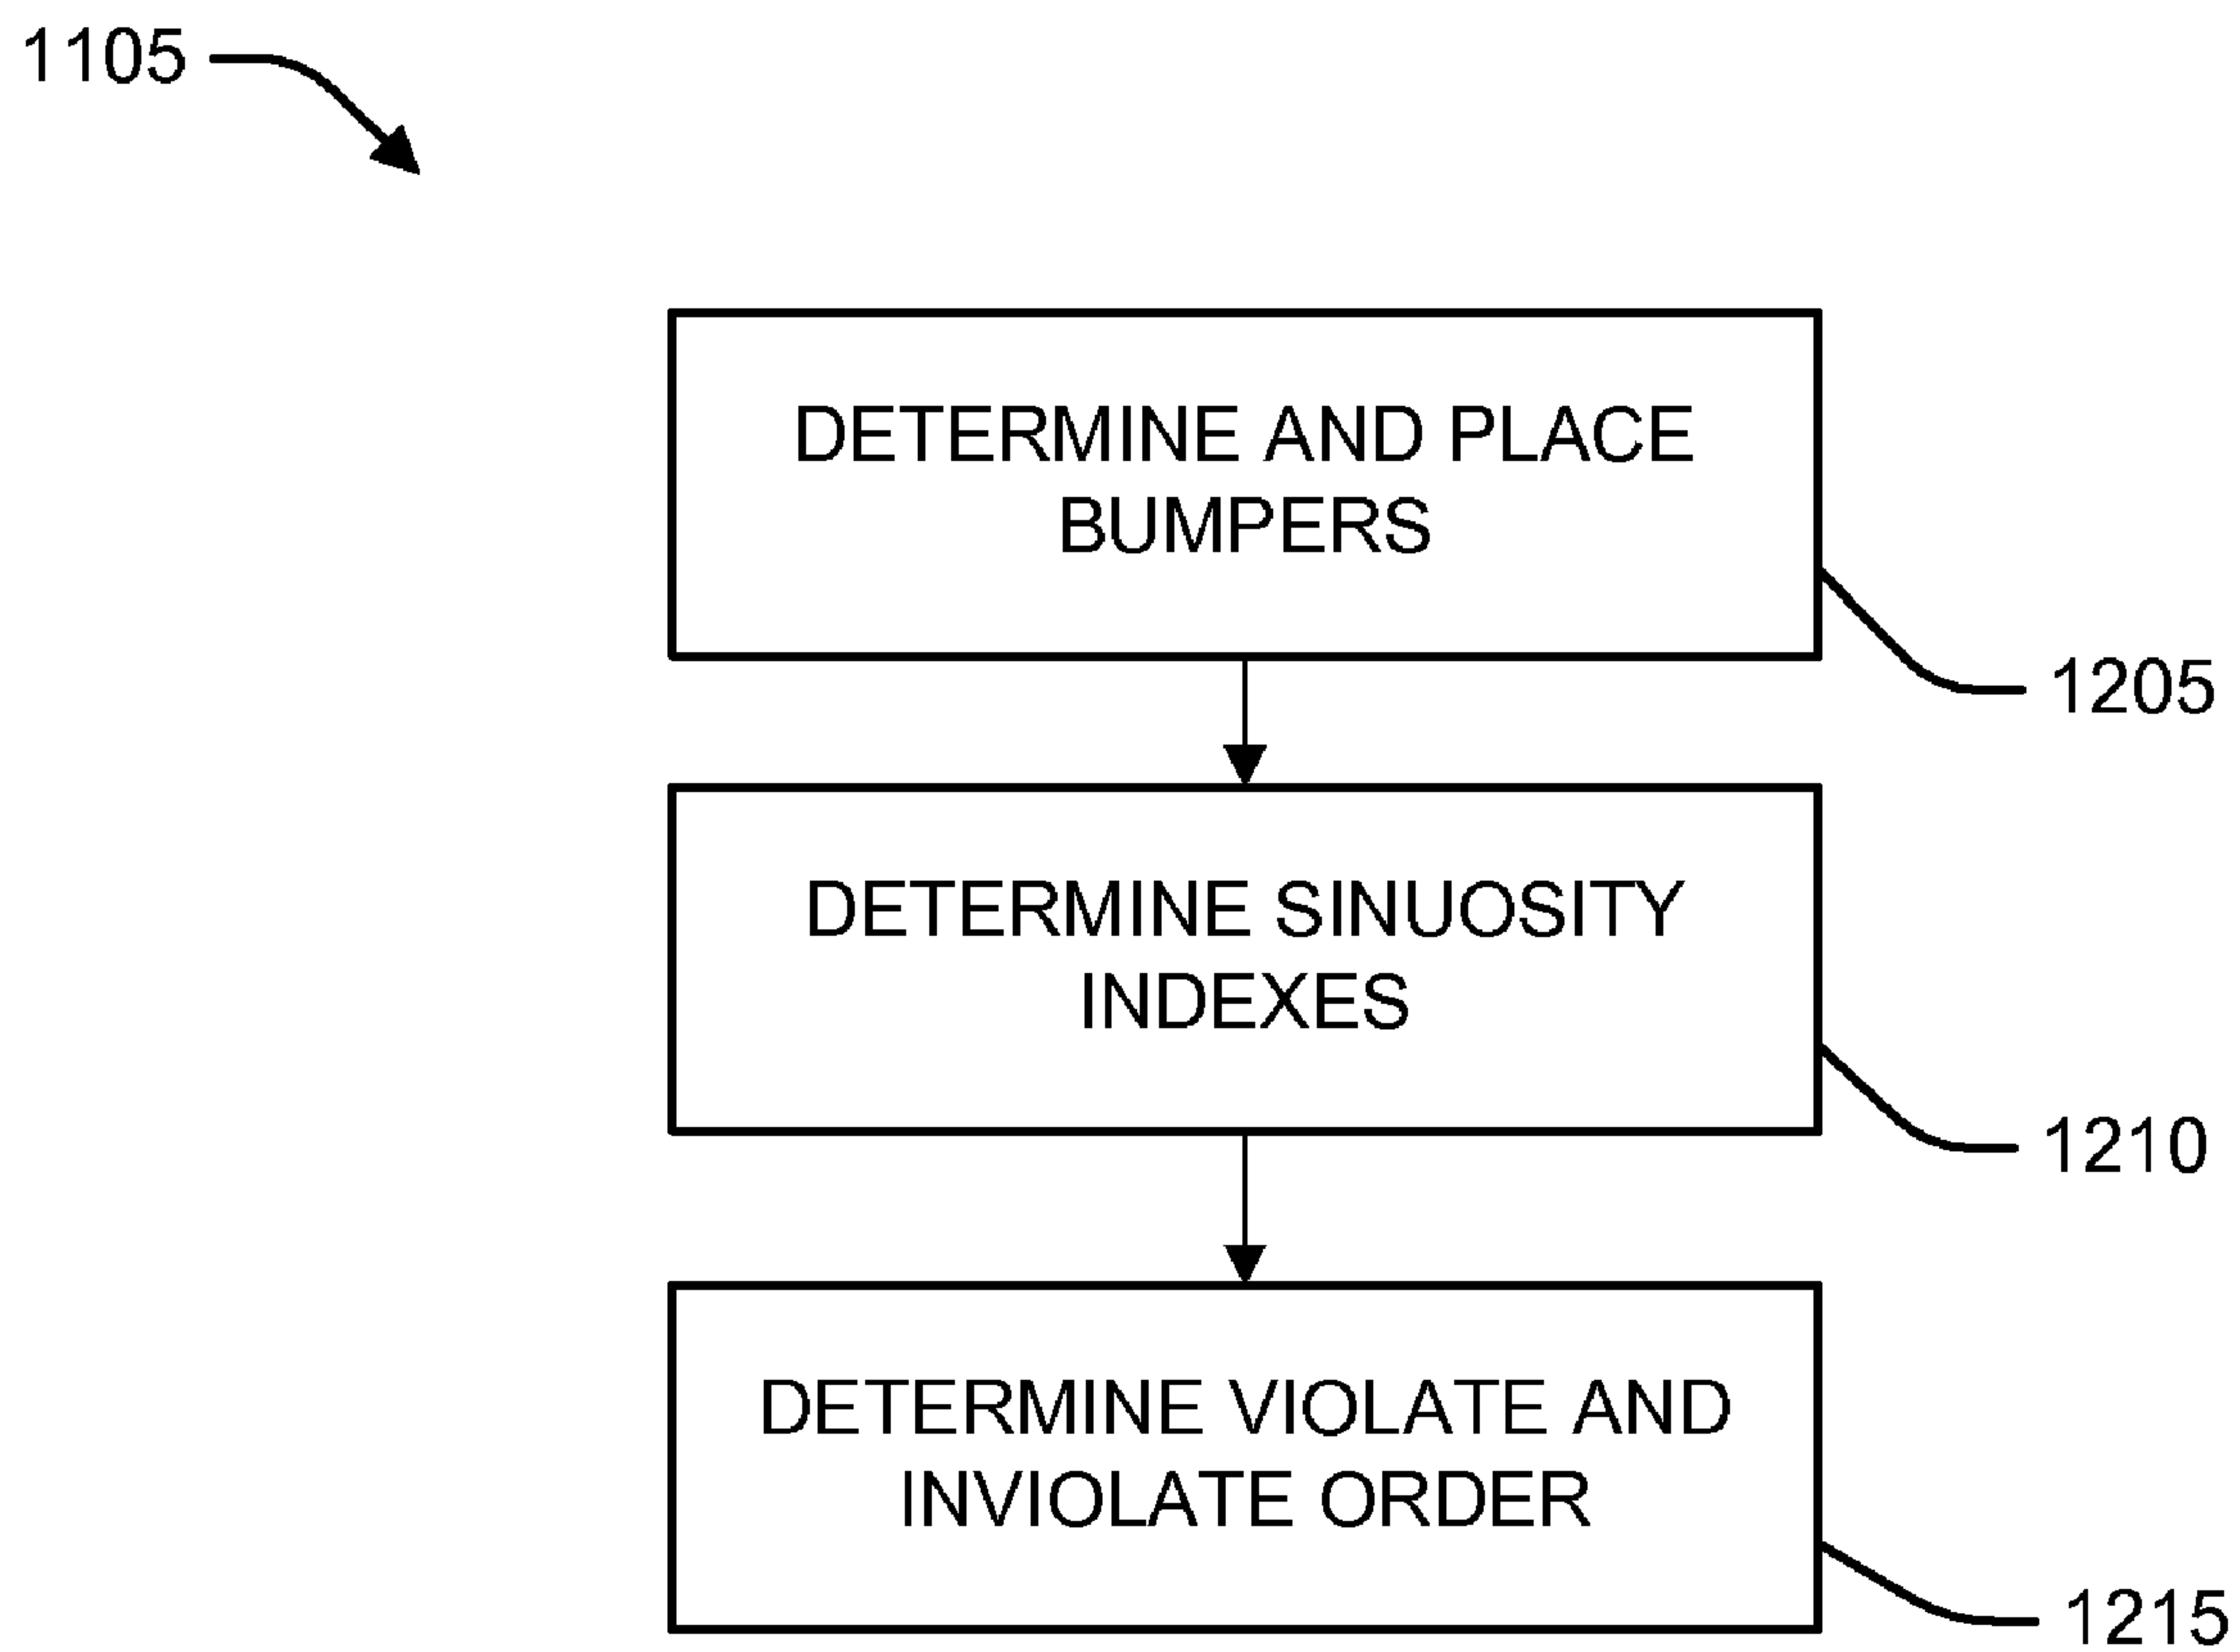 1105
DETERMINE AND PLACE
BUMPERS
1205
DETERMINE SINUOSITY
INDEXES
1210
DETERMINE VIOLATE AND
INVIOLATE ORDER
1215